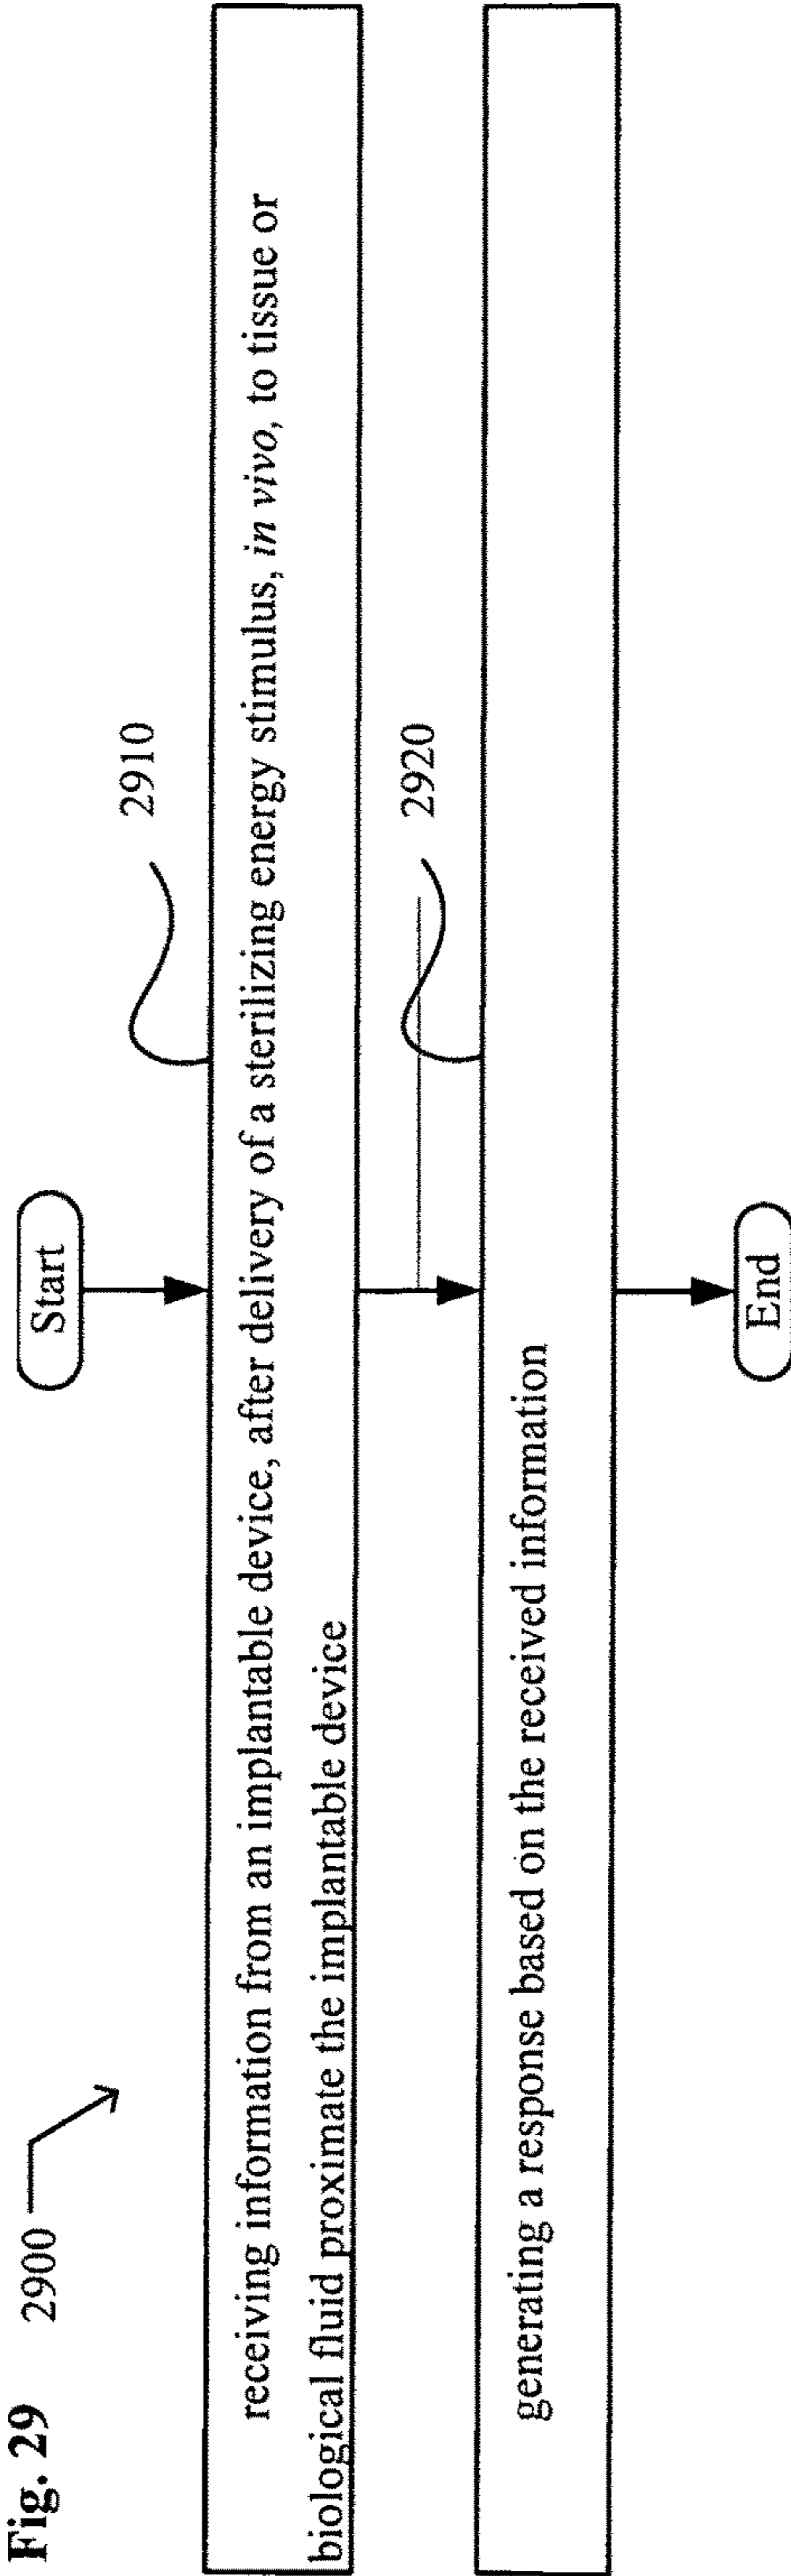 Fig. 29
2900
Start
2910
receiving information from an implantable device, after delivery of a sterilizing energy stimulus, in vivo, to tissue or
biological fluid proximate the implantable device
2920
generating a response based on the received information
End